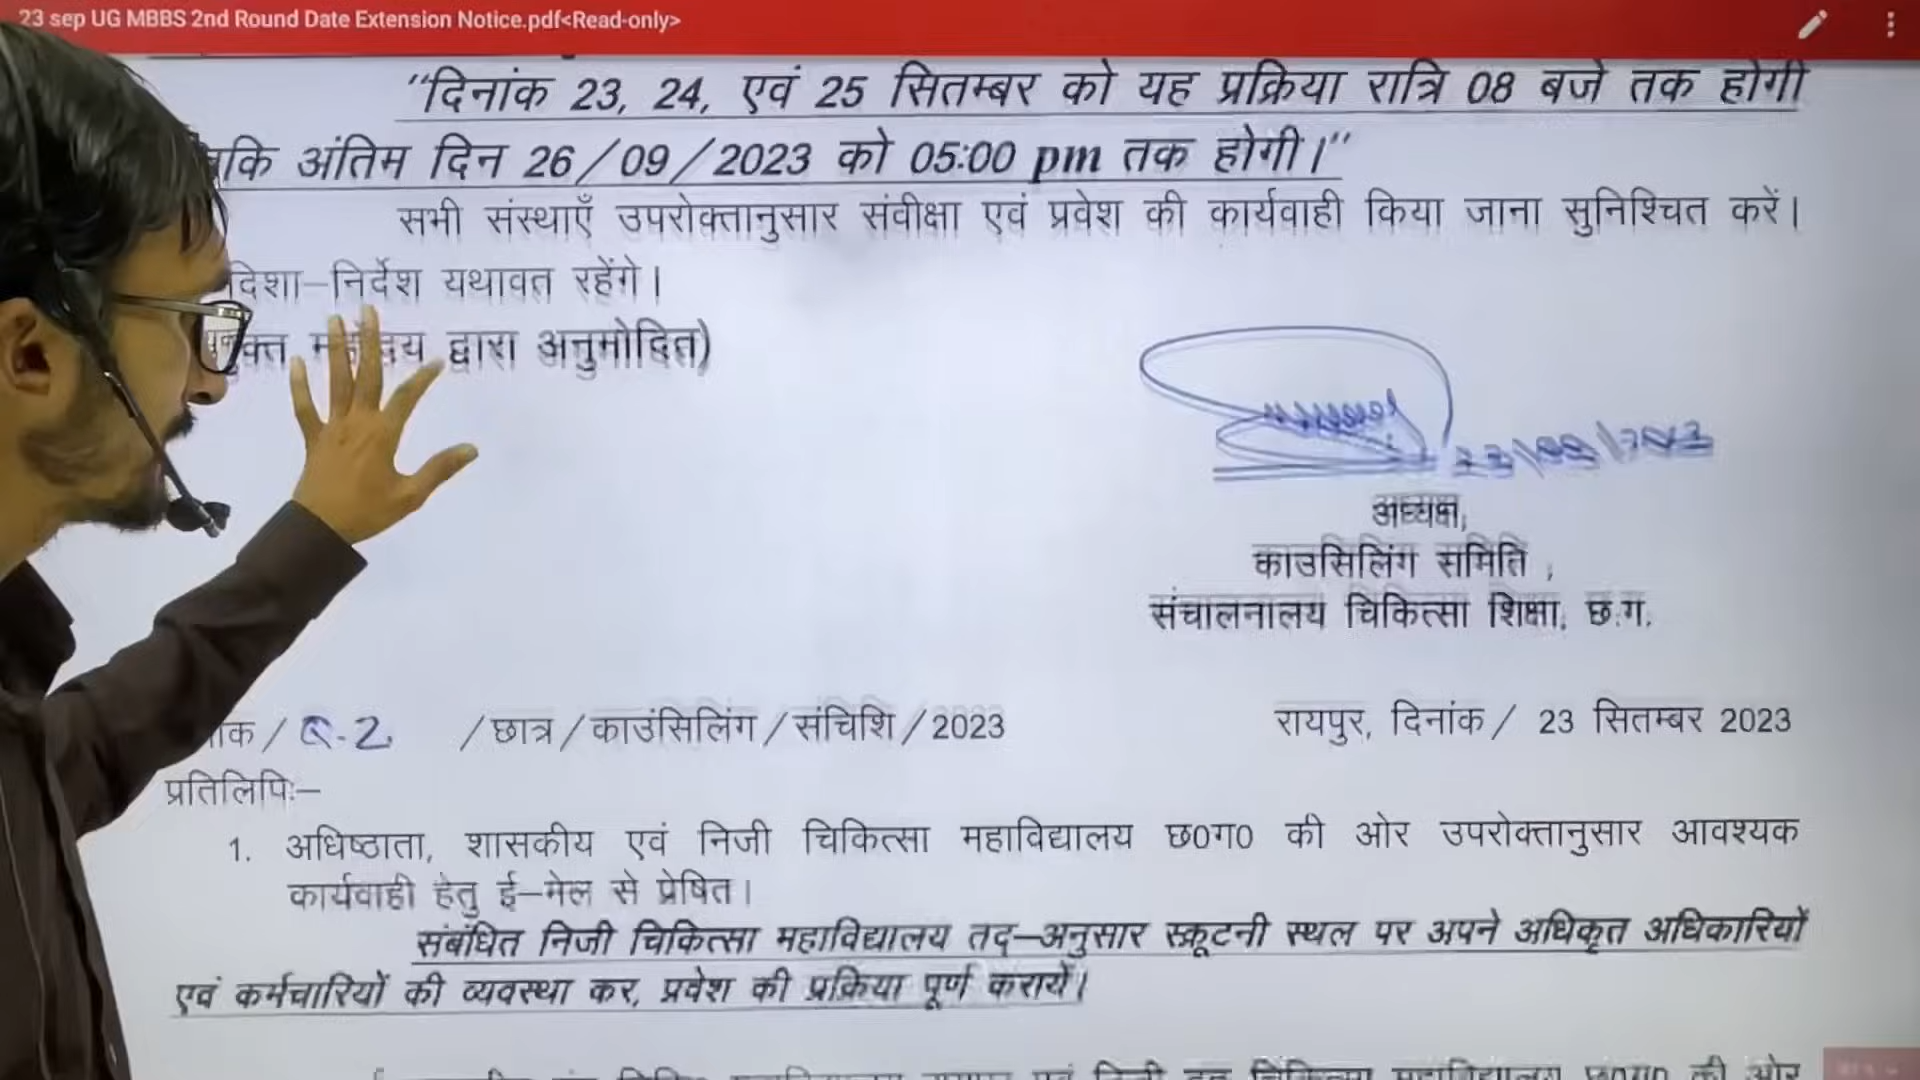 23 sep UG MBBS 2nd Round Date Extension Notice.pdf<Read-only>
“दिनांक 23, 24, एवं 25 सितम्बर को यह प्रक्रिया रात्रि 08 बजे तक होगी
अंतिम दिन 26/09/2023 को 05:00 pm तक होगी।”
सभी संस्थाएँ उपरोक्तानुसार संवीक्षा एवं प्रवेश की कार्यवाही किया जाना सुनिश्चित करें।
दिशा–निर्देश यथावत रहेंगे।
द्वारा अनुमोदित)
23/09/2023
अध्यक्ष,
काउसिलिंग समिति ,
संचालनालय चिकित्सा शिक्षा, छ.ग.
/छात्र/काउंसिलिंग/संचिशि/2023
रायपुर, दिनांक/ 23 सितम्बर 2023
प्रतिलिपिः–
1. अधिष्ठाता, शासकीय एवं निजी चिकित्सा महाविद्यालय छ0ग0 की ओर उपरोक्तानुसार आवश्यक
कार्यवाही हेतु ई–मेल से प्रेषित।
संबंधित निजी चिकित्सा महाविद्यालय तद्–अनुसार स्क्रूटनी स्थल पर अपने अधिकृत अधिकारियों
एवं कर्मचारियों की व्यवस्था कर, प्रवेश की प्रक्रिया पूर्ण करायें।